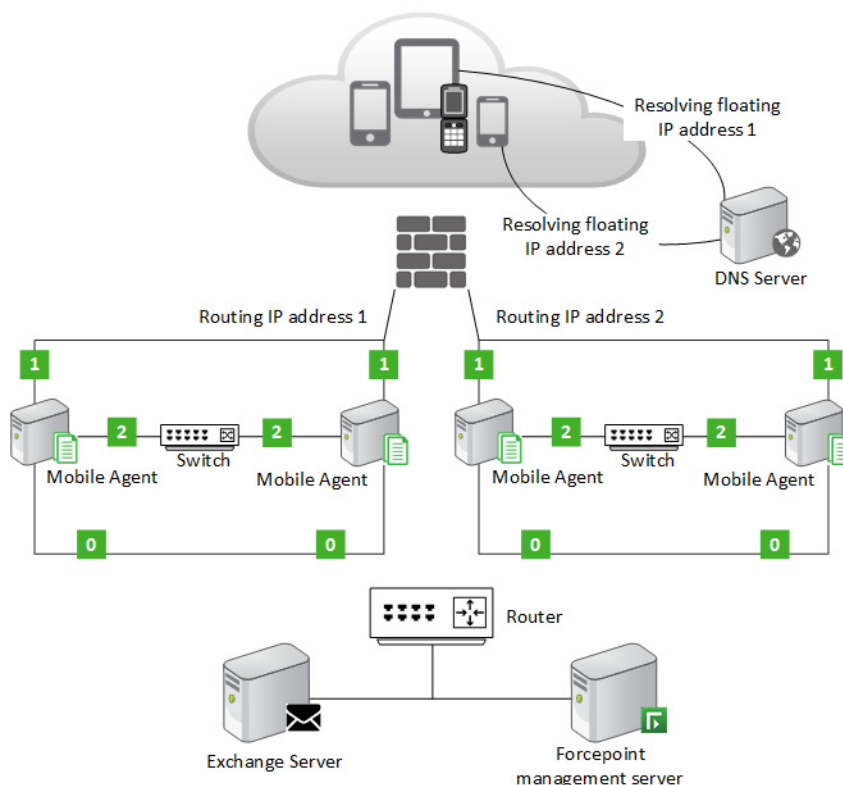 Resolving floating
IP address 1
Resolving floating
IP address 2
DNS Server
Routing IP address 1
Routing IP address 2
1
1
1
1
2
2
2
2
Switch
Switch
Mobile Agent
Mobile Agent
Mobile Agent
Mobile Agent
0
0
0
0
Router
Exchange Server
Forcepoint
management server